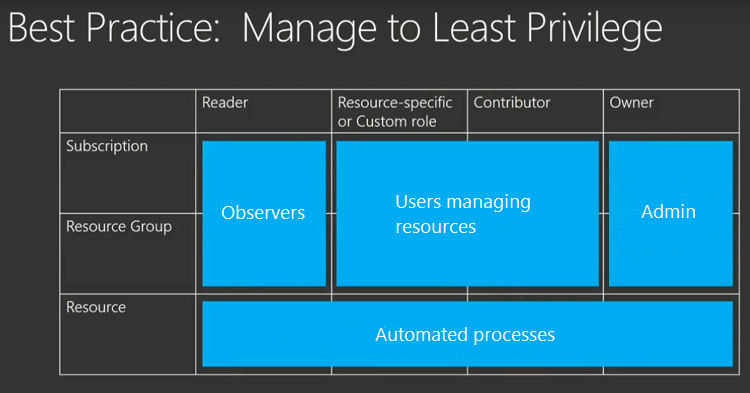 Best Practice:  Manage to Least Privilege
Reader
Resource-specific
or Custom role
Contributor
Owner
Subscription
Resource Group
Resource
Observers
Users managing
resources
Admin
Automated processes